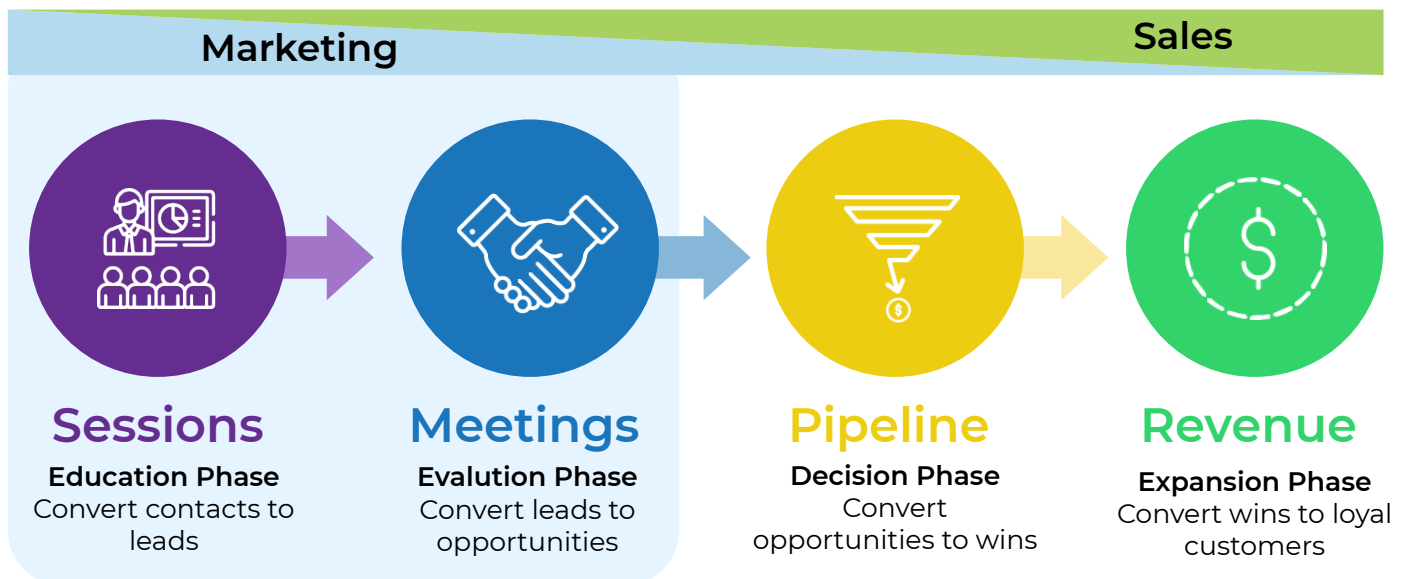 Marketing
Sales
Sessions
Education Phase
Convert contacts to
leads
Meetings
Evalution Phase
Convert leads to
opportunities
Pipeline
Decision Phase
Convert
opportunities to wins
Revenue
Expansion Phase
Convert wins to loyal
customers